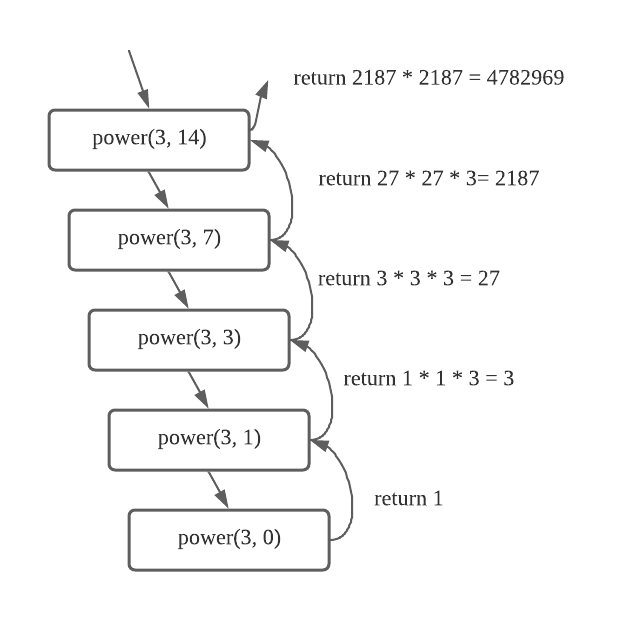 return 2187 * 2187 = 4782969
power(3, 14)
return 27 * 27 * 3= 2187
power(3, 7)
return 3 * 3 * 3 = 27
power(3, 3)
return 1 * 1 * 3 = 3
power(3, 1)
return 1
power(3, 0)